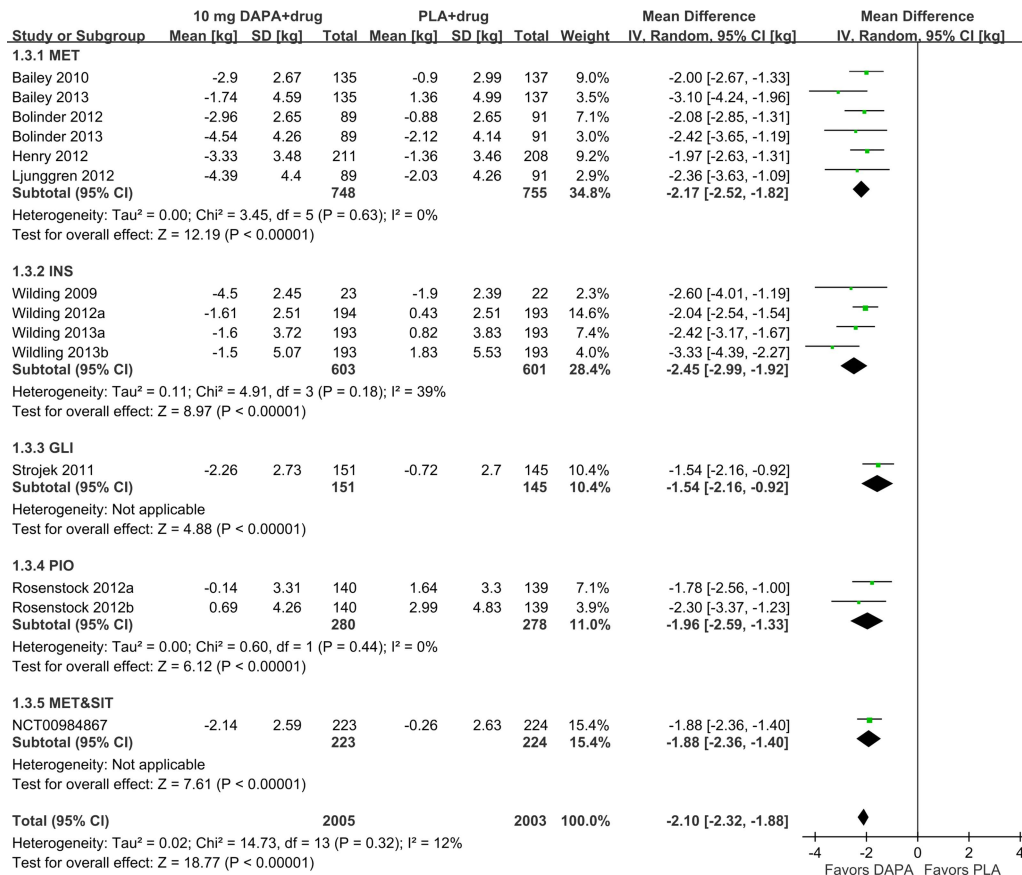 10 mg DAPA+drug PLA+drug Mean Difference Mean Difference
Study or Subgroup Mean [kg] SD [kg] Total Mean [kg] SD [kg] Total Weight IV, Random, 95% CI [kg] IV, Random, 95% CI [kg]
1.3.1 MET
Bailey 2010 -2.9 2.67 135 -0.9 2.99 137 9.0% -2.00 [-2.67, -1.33]
Bailey 2013 -1.74 4.59 135 1.36 4.99 137 3.5% -3.10 [-4.24, -1.96]
Bolinder 2012 -2.96 2.65 89 -0.88 2.65 91 7.1% -2.08 [-2.85, -1.31]
Bolinder 2013 -4.54 4.26 89 -2.12 4.14 91 3.0% -2.42 [-3.65, -1.19]
Henry 2012 -3.33 3.48 211 -1.36 3.46 208 9.2% -1.97 [-2.63, -1.31]
Ljunggren 2012 -4.39 4.4 89 -2.03 4.26 91 2.9% -2.36 [-3.63, -1.09]
Subtotal (95% CI) 748 755 34.8% -2.17 [-2.52, -1.82]
Heterogeneity: Tau² = 0.00; Chi² = 3.45, df = 5 (P = 0.63); I² = 0%
Test for overall effect: Z = 12.19 (P < 0.00001)
1.3.2 INS
Wilding 2009 -4.5 2.45 23 -1.9 2.39 22 2.3% -2.60 [-4.01, -1.19]
Wilding 2012a -1.61 2.51 194 0.43 2.51 193 14.6% -2.04 [-2.54, -1.54]
Wilding 2013a -1.6 3.72 193 0.82 3.83 193 7.4% -2.42 [-3.17, -1.67]
Wildling 2013b -1.5 5.07 193 1.83 5.53 193 4.0% -3.33 [-4.39, -2.27]
Subtotal (95% CI) 603 601 28.4% -2.45 [-2.99, -1.92]
Heterogeneity: Tau² = 0.11; Chi² = 4.91, df = 3 (P = 0.18); I² = 39%
Test for overall effect: Z = 8.97 (P < 0.00001)
1.3.3 GLI
Strojek 2011 -2.26 2.73 151 -0.72 2.7 145 10.4% -1.54 [-2.16, -0.92]
Subtotal (95% CI) 151 145 10.4% -1.54 [-2.16, -0.92]
Heterogeneity: Not applicable
Test for overall effect: Z = 4.88 (P < 0.00001)
1.3.4 PIO
Rosenstock 2012a -0.14 3.31 140 1.64 3.3 139 7.1% -1.78 [-2.56, -1.00]
Rosenstock 2012b 0.69 4.26 140 2.99 4.83 139 3.9% -2.30 [-3.37, -1.23]
Subtotal (95% CI) 280 278 11.0% -1.96 [-2.59, -1.33]
Heterogeneity: Tau² = 0.00; Chi² = 0.60, df = 1 (P = 0.44); I² = 0%
Test for overall effect: Z = 6.12 (P < 0.00001)
1.3.5 MET&SIT
NCT00984867 -2.14 2.59 223 -0.26 2.63 224 15.4% -1.88 [-2.36, -1.40]
Subtotal (95% CI) 223 224 15.4% -1.88 [-2.36, -1.40]
Heterogeneity: Not applicable
Test for overall effect: Z = 7.61 (P < 0.00001)
Total (95% CI) 2005 2003 100.0% -2.10 [-2.32, -1.88]
Heterogeneity: Tau² = 0.02; Chi² = 14.73, df = 13 (P = 0.32); I² = 12%
Test for overall effect: Z = 18.77 (P < 0.00001)
-4 -2 0 2 4
Favors DAPA Favors PLA